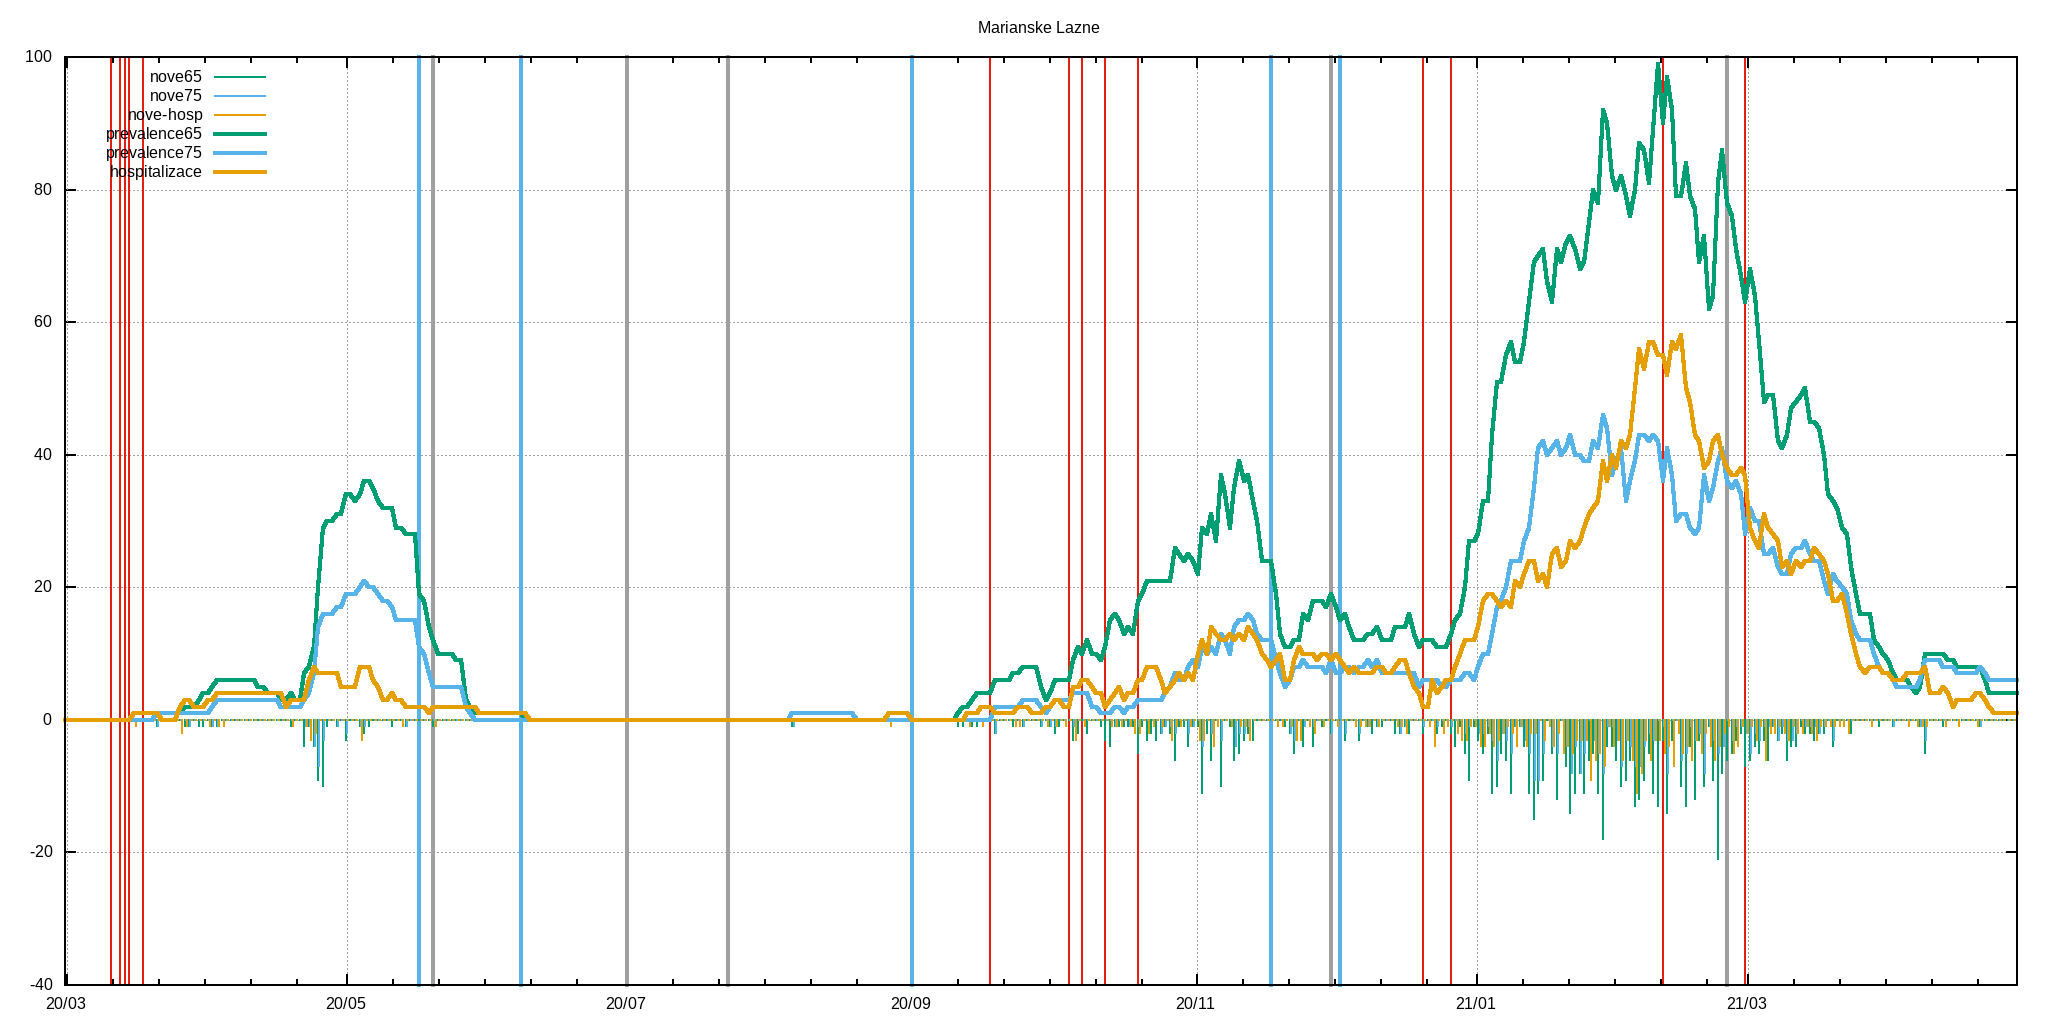 Marianske Lazne
100
80
60
40
20
0
-20
-40
nove65
nove75
nove-hosp
prevalence65
prevalence75
hospitalizace
20/03 20/05 20/07 20/09 20/11 21/01 21/03